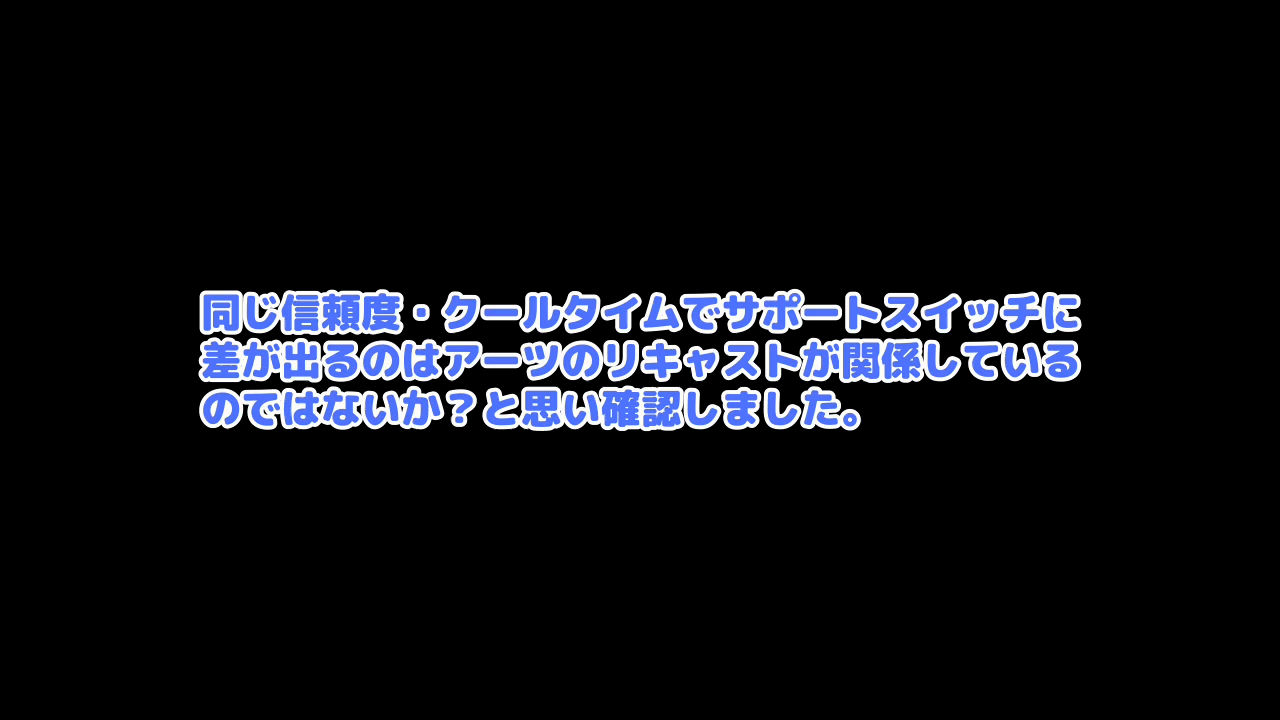 同じ信頼度・クールタイムでサポートスイッチに
差が出るのはアーツのリキャストが関係している
のではないか？と思い確認しました。